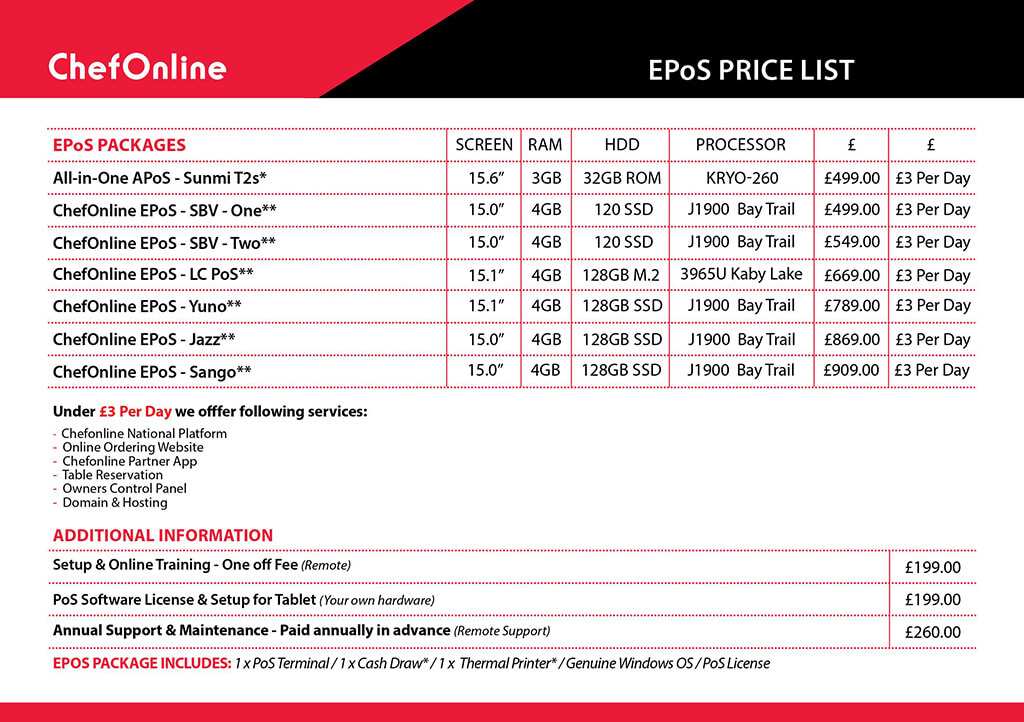 ChefOnline
EPoS PRICE LIST
EPoS PACKAGES SCREEN RAM HDD PROCESSOR £ £
All-in-One APoS - Sunmi T2s* 15.6” 3GB 32GB ROM KRYO-260 £499.00 £3 Per Day
ChefOnline EPoS - SBV - One** 15.0” 4GB 120 SSD J1900 Bay Trail £499.00 £3 Per Day
ChefOnline EPoS - SBV - Two** 15.0” 4GB 120 SSD J1900 Bay Trail £549.00 £3 Per Day
ChefOnline EPoS - LC PoS** 15.1” 4GB 128GB M.2 3965U Kaby Lake £669.00 £3 Per Day
ChefOnline EPoS - Yuno** 15.1” 4GB 128GB SSD J1900 Bay Trail £789.00 £3 Per Day
ChefOnline EPoS - Jazz** 15.0” 4GB 128GB SSD J1900 Bay Trail £869.00 £3 Per Day
ChefOnline EPoS - Sango** 15.0” 4GB 128GB SSD J1900 Bay Trail £909.00 £3 Per Day
Under £3 Per Day we offfer following services:
- Chefonline National Platform
- Online Ordering Website
- Chefonline Partner App
- Table Reservation
- Owners Control Panel
- Domain & Hosting
ADDITIONAL INFORMATION
Setup & Online Training - One off Fee (Remote) £199.00
PoS Software License & Setup for Tablet (Your own hardware) £199.00
Annual Support & Maintenance - Paid annually in advance (Remote Support) £260.00
EPOS PACKAGE INCLUDES: 1 x PoS Terminal / 1 x Cash Draw* / 1 x Thermal Printer* / Genuine Windows OS / PoS License